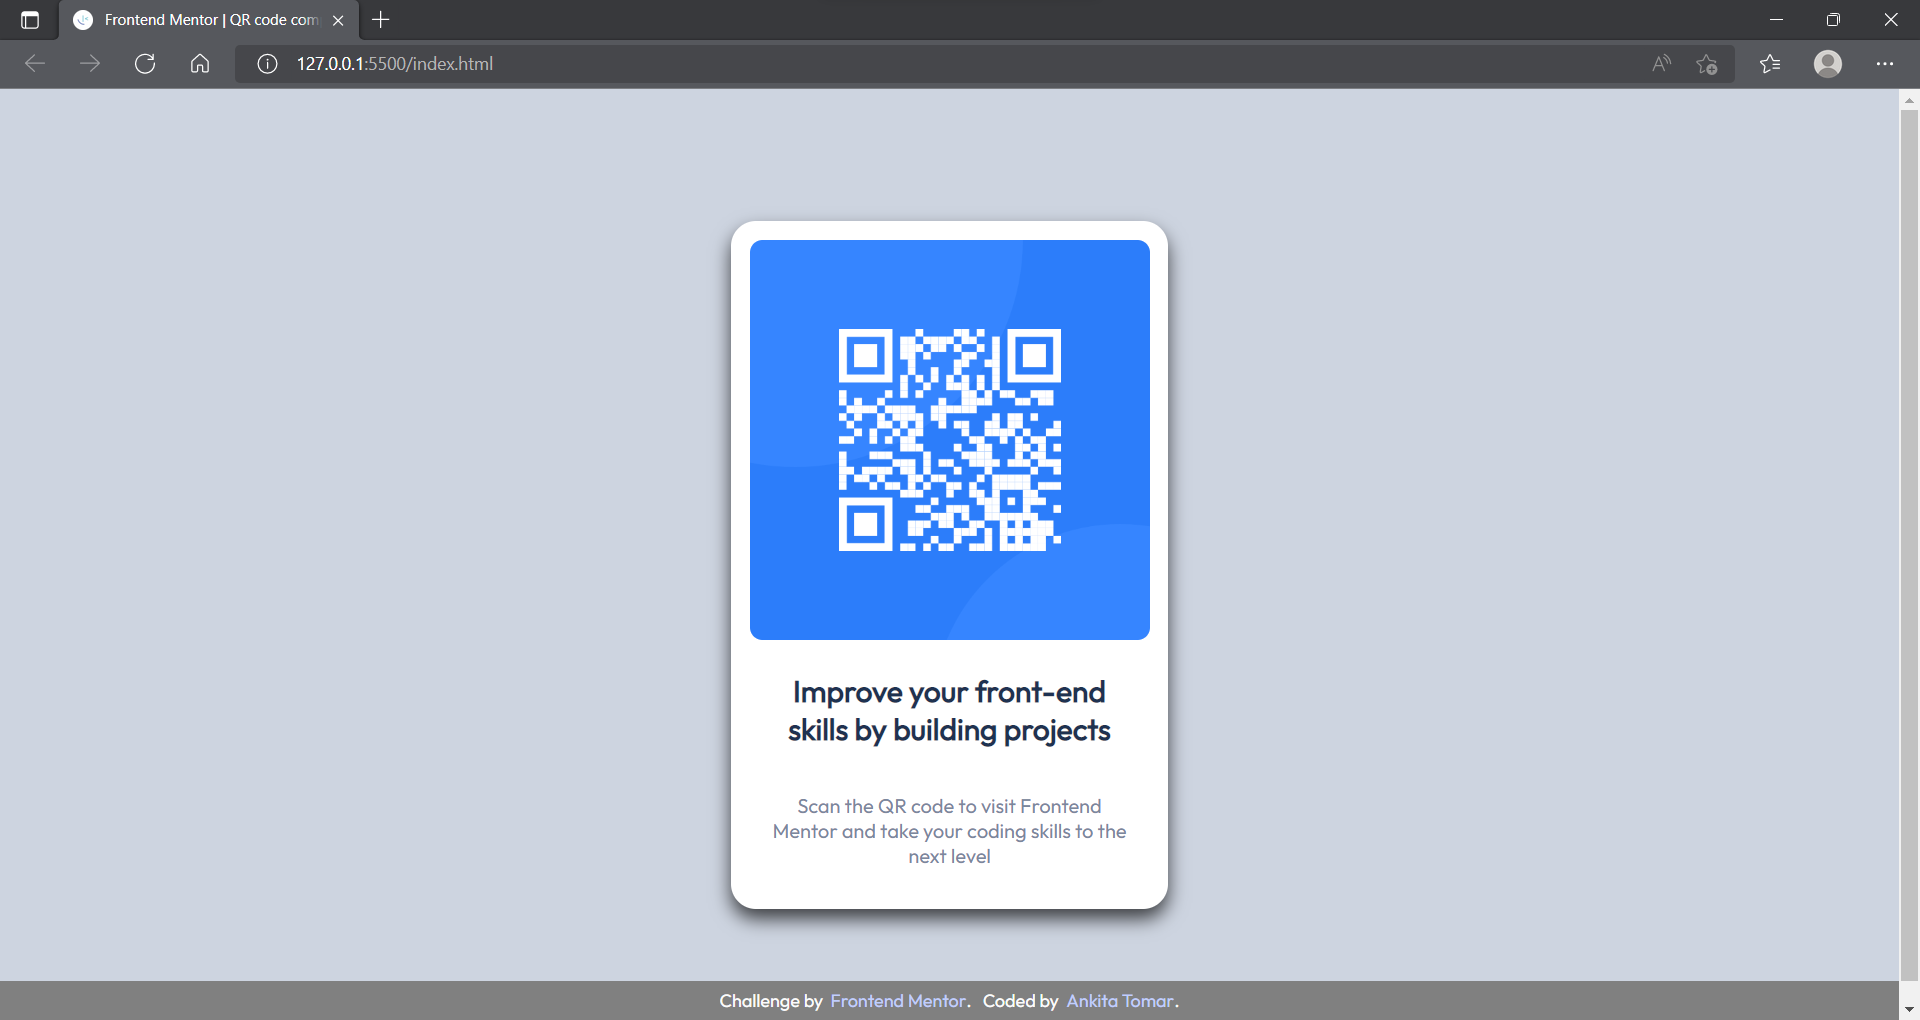 Frontend Mentor | QR code com
127.0.0.1:5500/index.html
Improve your front-end
skills by building projects
Scan the QR code to visit Frontend
Mentor and take your coding skills to the
next level
Challenge by Frontend Mentor. Coded by Ankita Tomar.